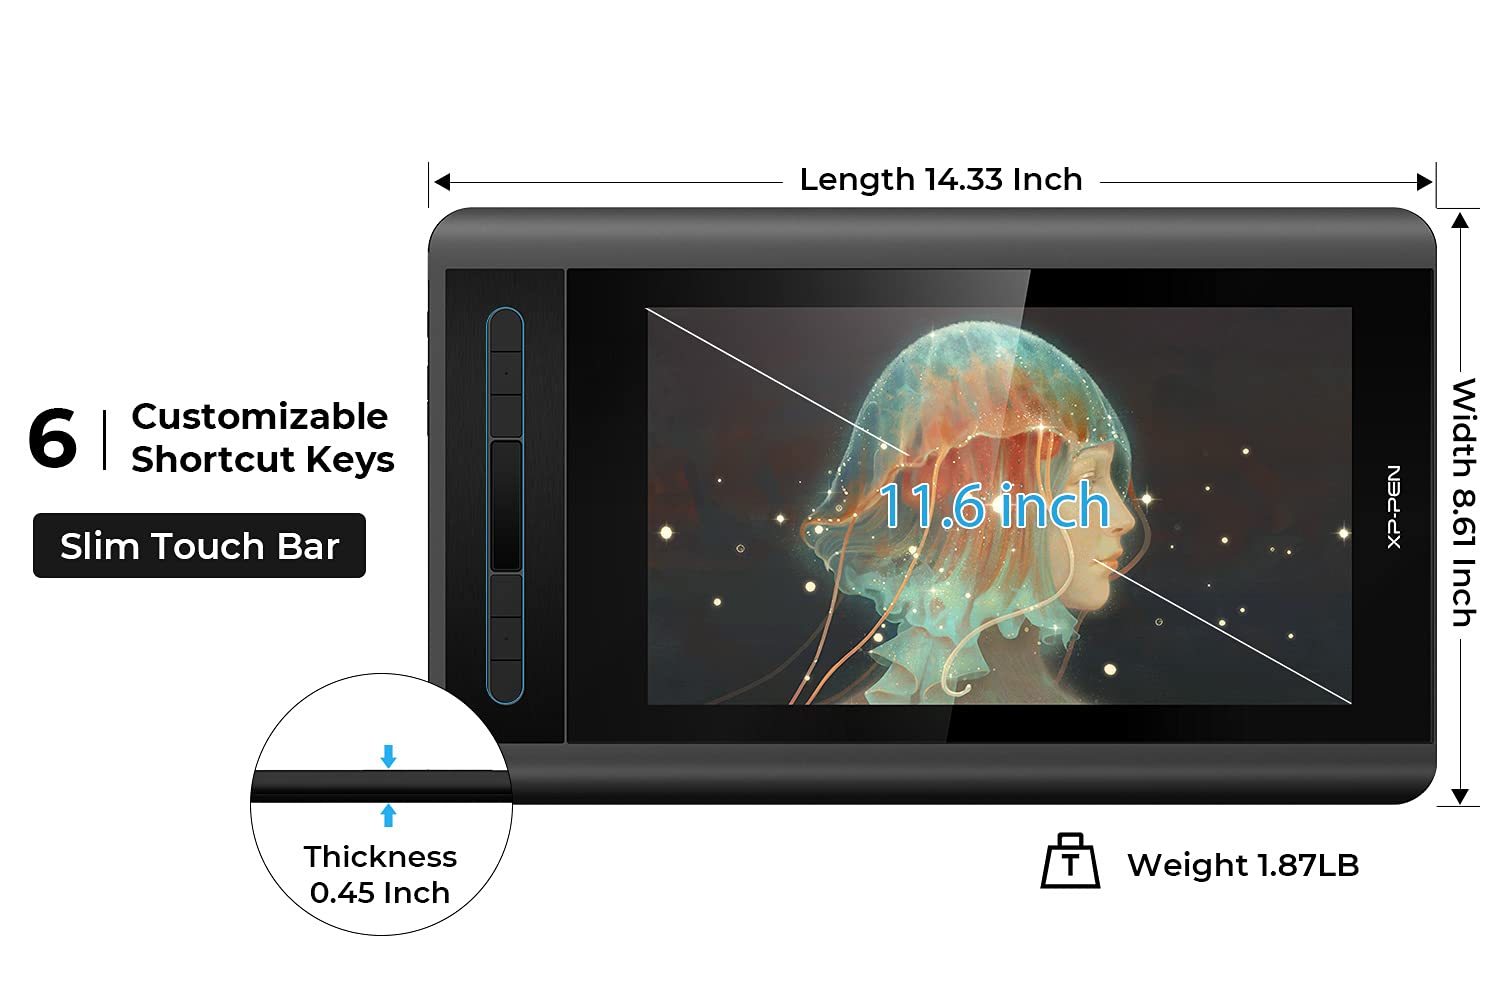 Length 14.33 Inch
6
Customizable
Shortcut Keys
Slim Touch Bar
11.6 inch
XP-PEN
Width 8.61 Inch
Thickness
0.45 Inch
T
Weight 1.87LB